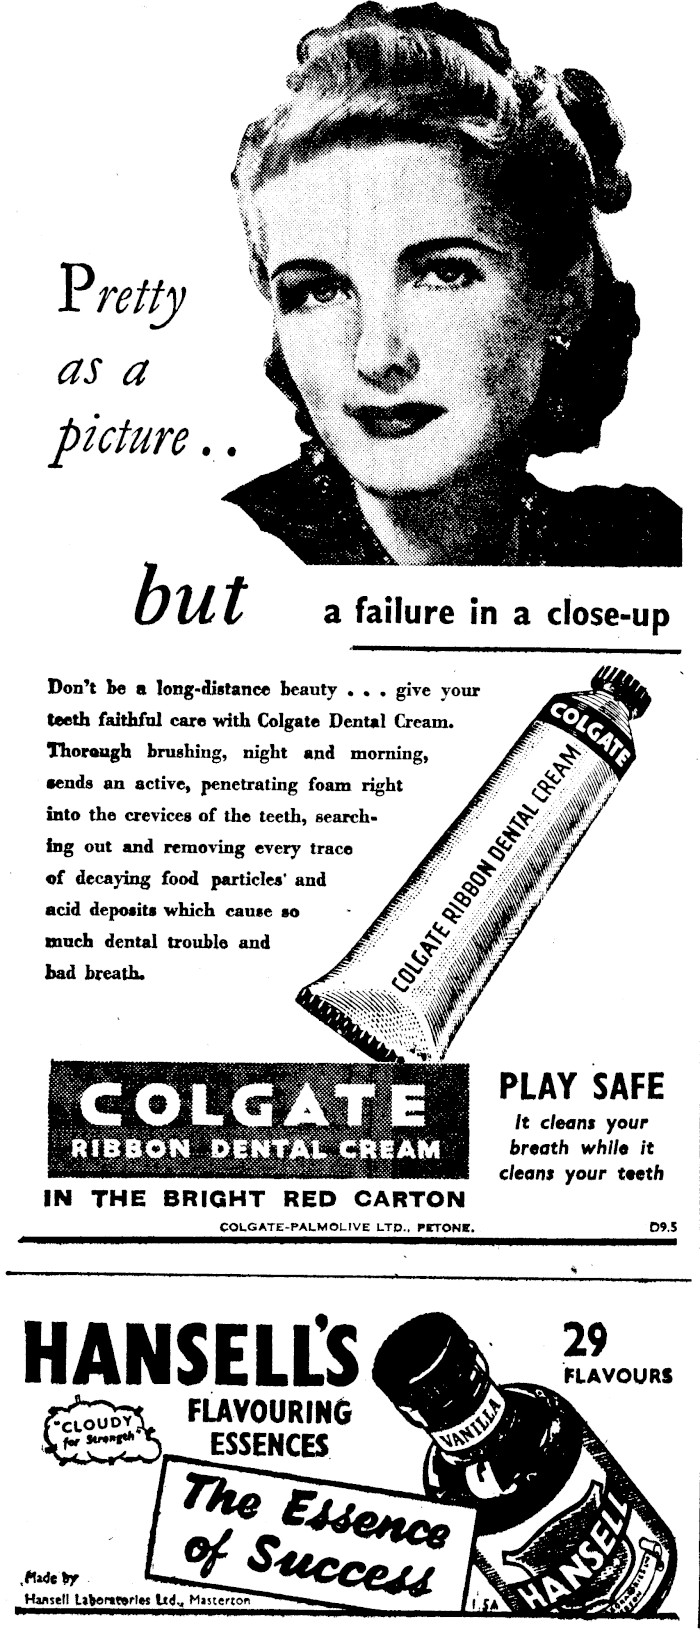 Pretty
as a
picture . .
but a failure in a close-up
Don't be a long-distance beauty . . . give your
teeth faithful care with Colgate Dental Cream.
Thorough brushing, night and morning,
sends an active, penetrating foam right
into the crevices of the teeth, search-
ing out and removing every trace
of decaying food particles' and
acid deposits which cause so
much dental trouble and
bad breath.
COLGATE
COLGATE RIBBON DENTAL CREAM
COLGATE
RIBBON DENTAL CREAM
IN THE BRIGHT RED CARTON
PLAY SAFE
It cleans your
breath while it
cleans your teeth
COLGATE-PALMOLIVE LTD., PETONE. D9.5
HANSELL'S
FLAVOURING
ESSENCES
"CLOUDY
for Strength"
29
FLAVOURS
VANILLA
The Essence
of Success
HANSELL
Made by
Hansell Laboratories Ltd., Masterton
1.5A